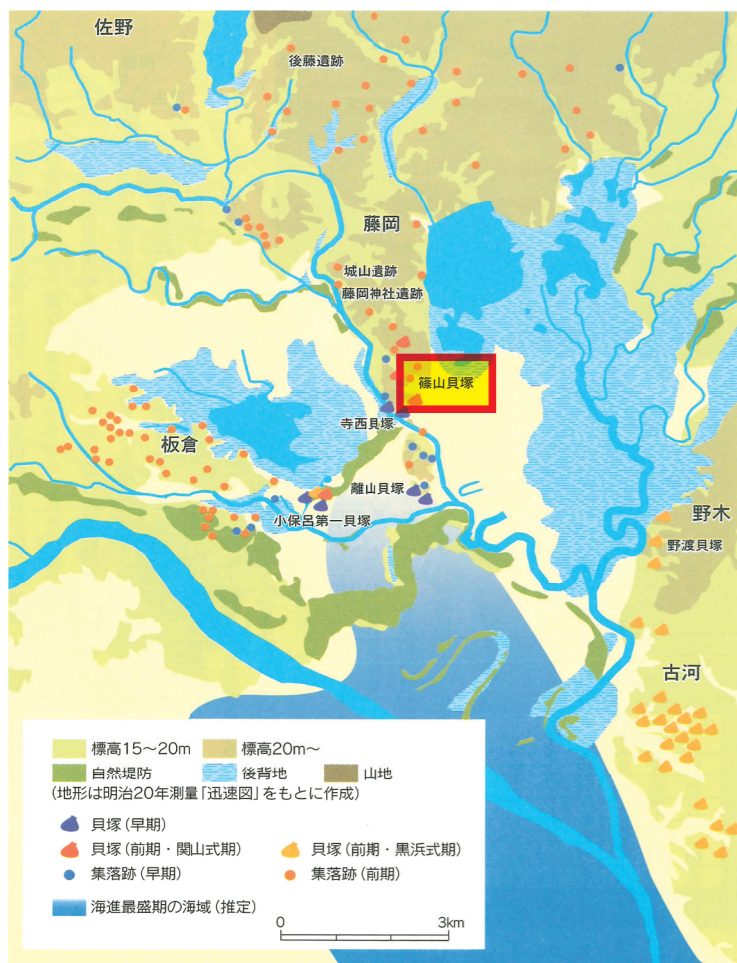 佐野
後藤遺跡
藤岡
城山遺跡
藤岡神社遺跡
篠山貝塚
寺西貝塚
板倉
離山貝塚
小保呂第一貝塚
野木
野渡貝塚
古河
標高15〜20m
標高20m〜
自然堤防
後背地
山地
(地形は明治20年測量「迅速図」をもとに作成)
貝塚(早期)
貝塚(前期・関山式期)
貝塚(前期・黒浜式期)
集落跡(早期)
集落跡(前期)
海進最盛期の海域(推定)
0
3km